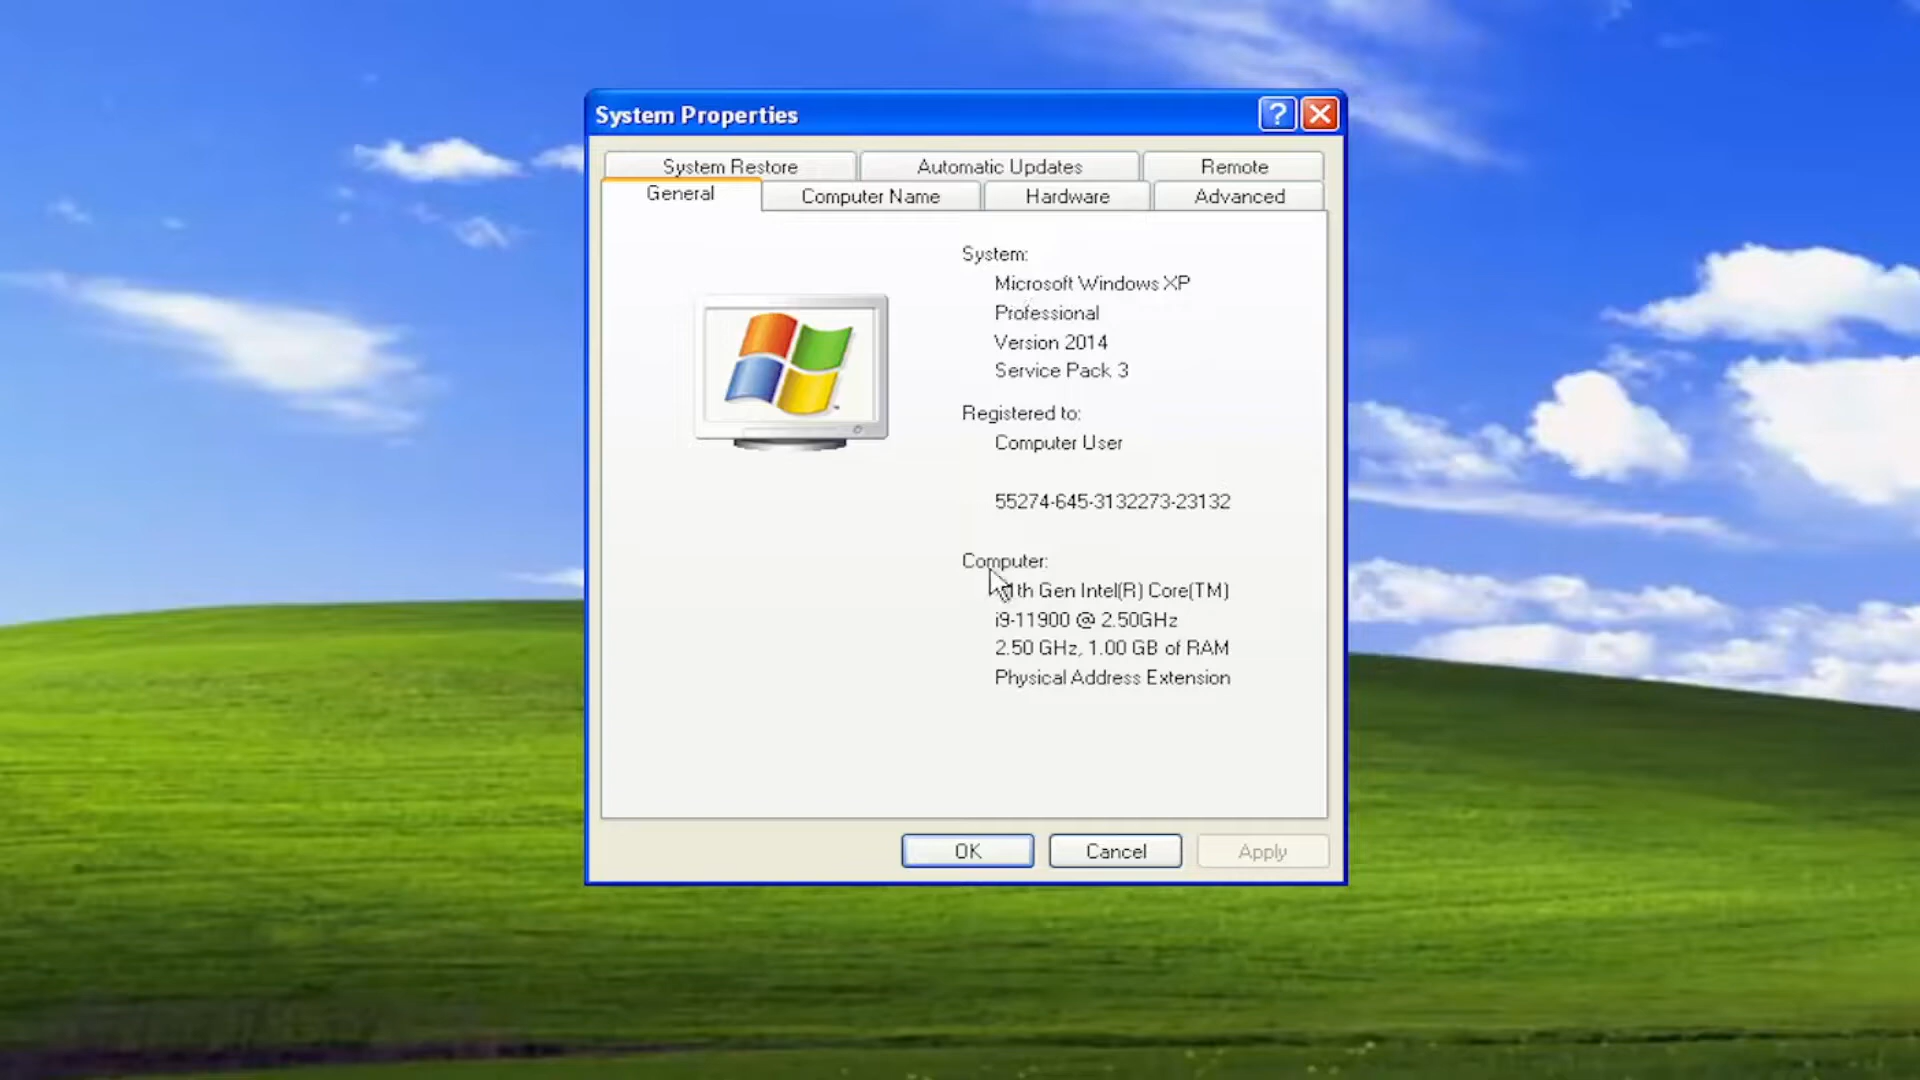 System Properties
?
System Restore
Automatic Updates
Remote
General
Computer Name
Hardware
Advanced
System:
Microsoft Windows XP
Professional
Version 2014
Service Pack 3
Registered to:
Computer User
55274-645-3132273-23132
Computer:
Gen Intel(R) Core(TM)
i9-11900 @ 2.50GHz
2.50 GHz, 1.00 GB of RAM
Physical Address Extension
OK
Cancel
Apply